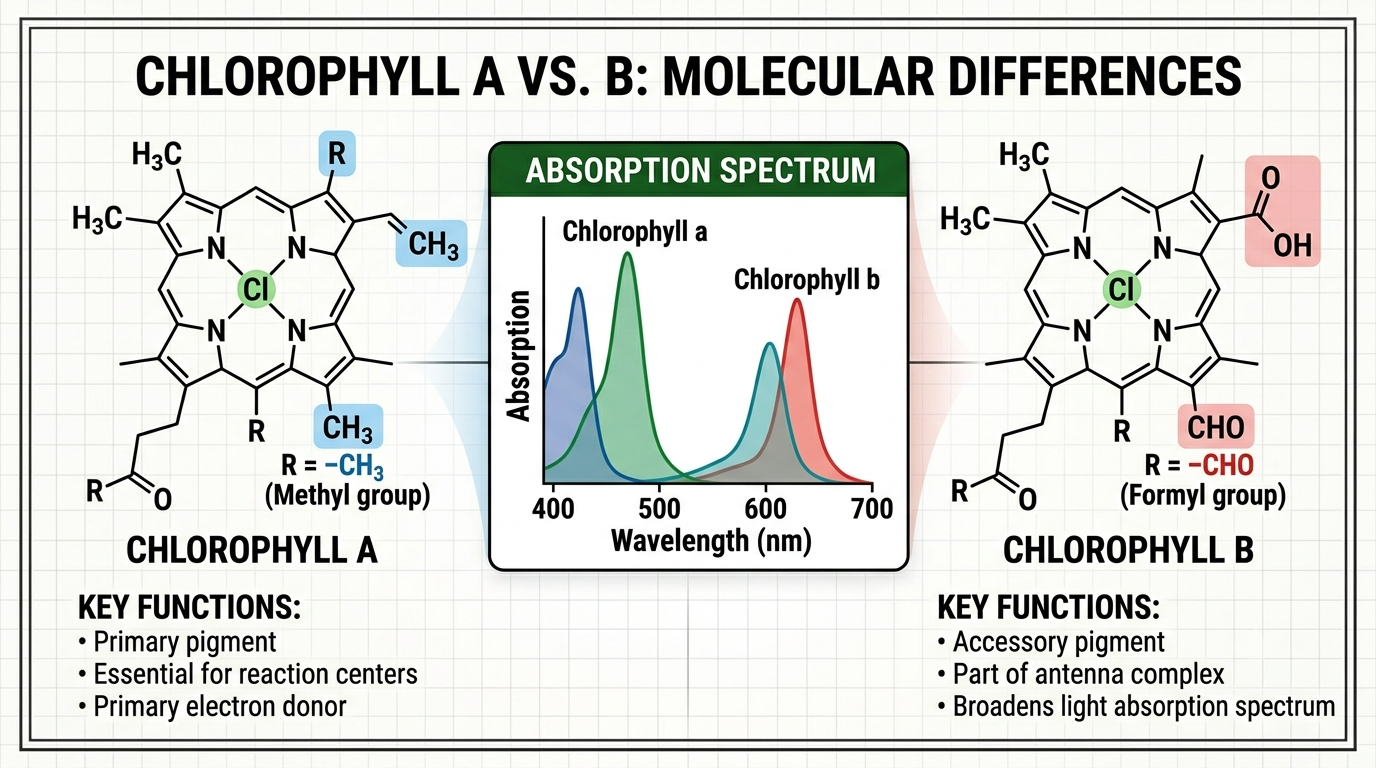 CHLOROPHYLL A VS. B: MOLECULAR DIFFERENCES
H₃C
R
H₃C
CH₃
N
N
Cl
N
N
R
CH₃
R = –CH₃
(Methyl group)
R
O
CHLOROPHYLL A
KEY FUNCTIONS:
• Primary pigment
• Essential for reaction centers
• Primary electron donor
ABSORPTION SPECTRUM
Chlorophyll a
Chlorophyll b
Absorption
400 500 600 700
Wavelength (nm)
H₃C
O
H₃C
OH
N
N
Cl
N
N
R
CHO
R = –CHO
(Formyl group)
R
O
CHLOROPHYLL B
KEY FUNCTIONS:
• Accessory pigment
• Part of antenna complex
• Broadens light absorption spectrum